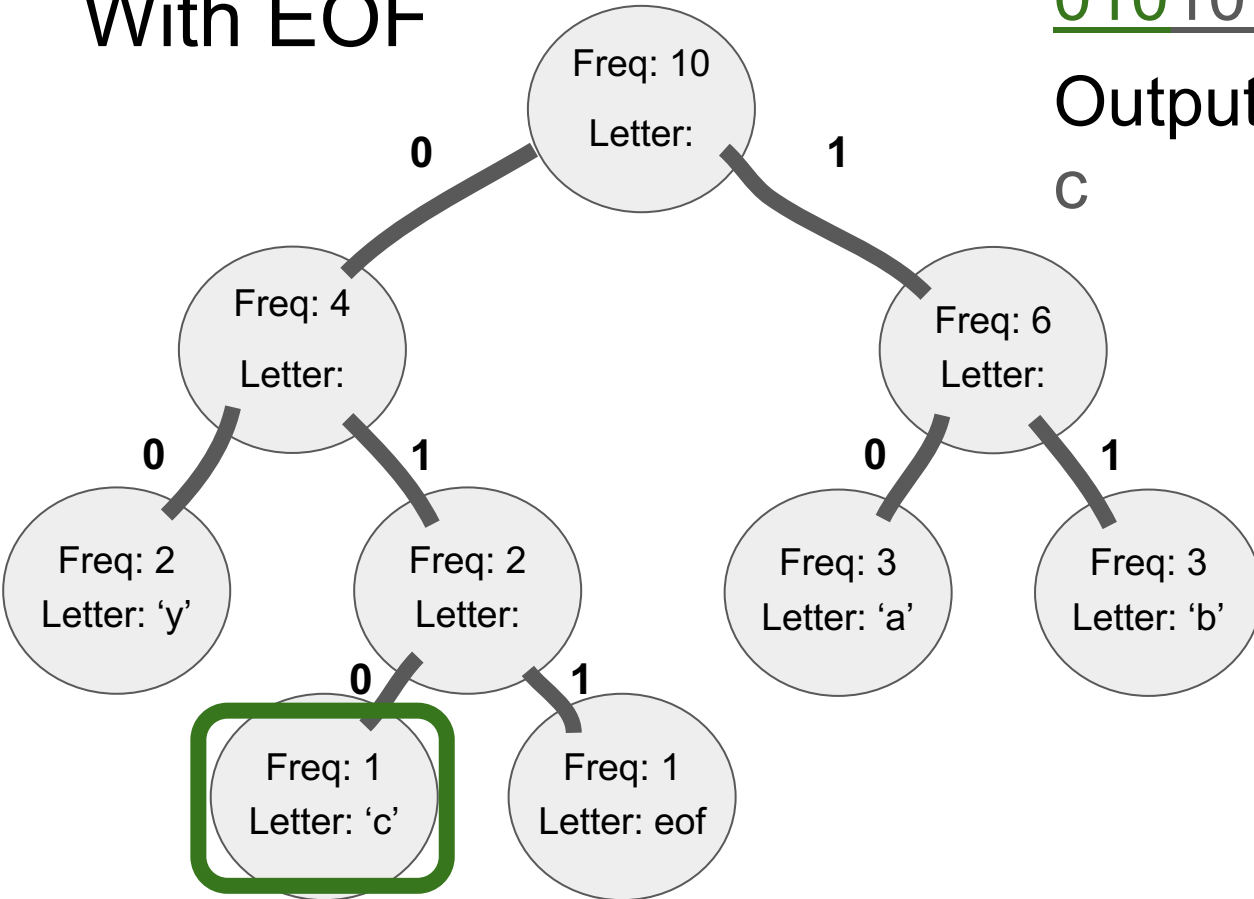 With EOF
01010
Output
c
Freq: 10
Letter:
0
1
Freq: 4
Letter:
Freq: 6
Letter:
0
1
0
1
Freq: 2
Letter: ‘y’
Freq: 2
Letter:
Freq: 3
Letter: ‘a’
Freq: 3
Letter: ‘b’
0
1
Freq: 1
Letter: ‘c’
Freq: 1
Letter: eof